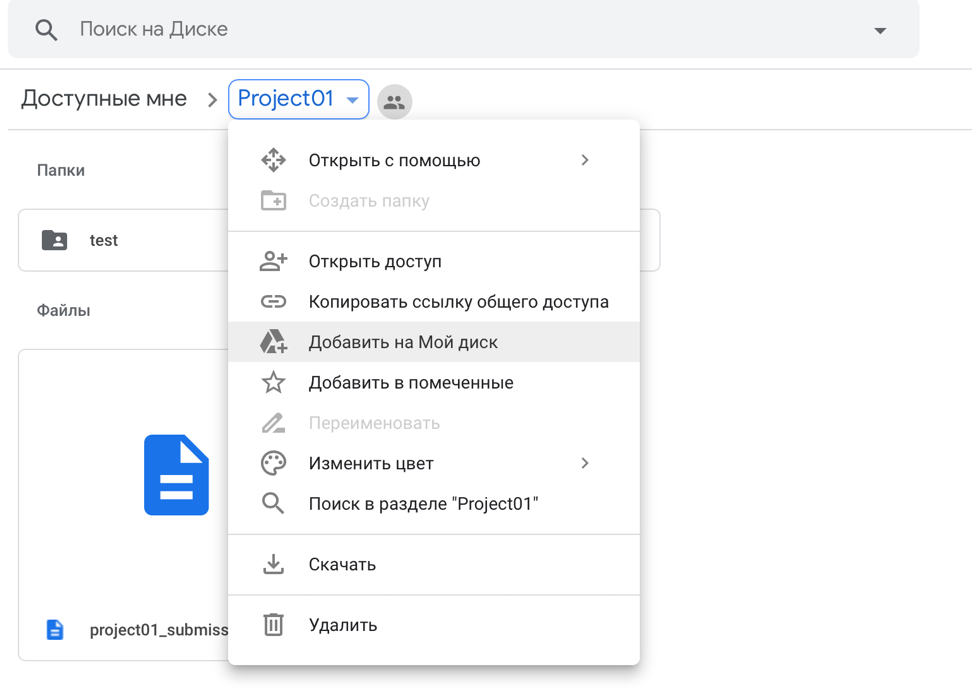 Поиск на Диске
Доступные мне
Project01
Папки
test
Файлы
project01_submiss
Открыть с помощью
Создать папку
Открыть доступ
Копировать ссылку общего доступа
Добавить на Мой диск
Добавить в помеченные
Переименовать
Изменить цвет
Поиск в разделе "Project01"
Скачать
Удалить